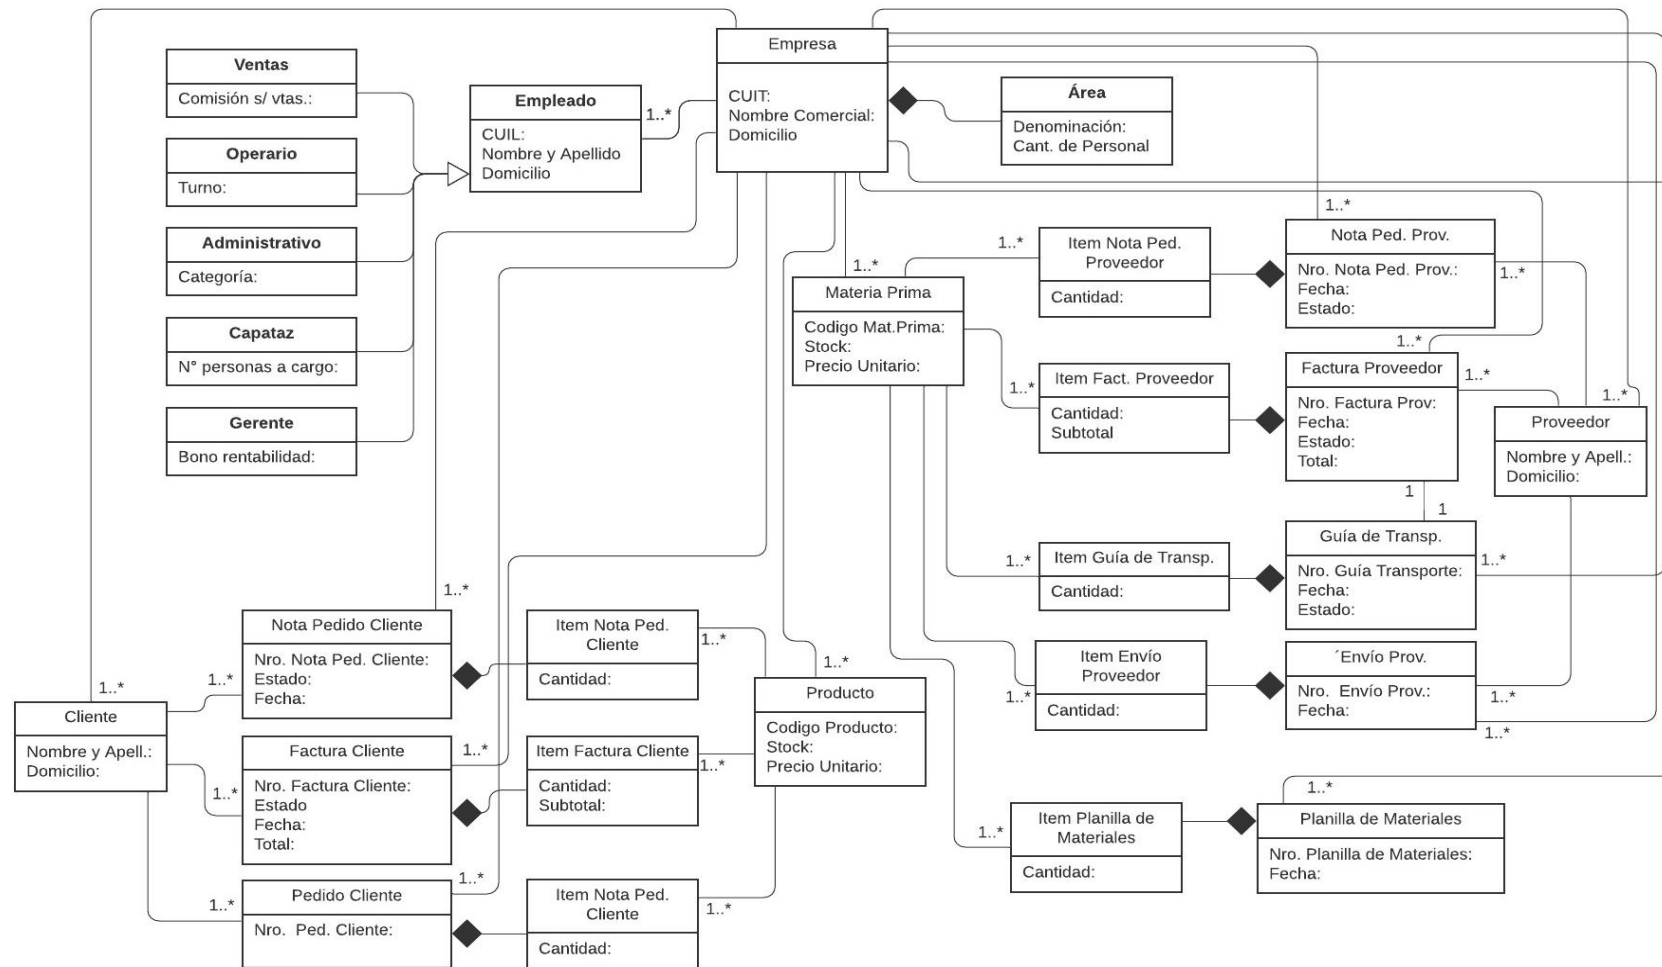 Empresa
CUIT:
Nombre Comercial:
Domicilio
Ventas
Comisión s/ vtas.:
Operario
Turno:
Administrativo
Categoría:
Capataz
N° personas a cargo:
Gerente
Bono rentabilidad:
Empleado
CUIL:
Nombre y Apellido
Domicilio
1..*
Área
Denominación:
Cant. de Personal
1..*
Nota Ped. Prov.
Nro. Nota Ped. Prov.:
Fecha:
Estado:
1..*
1..*
Item Nota Ped.
Proveedor
Cantidad:
1..*
Materia Prima
Codigo Mat.Prima:
Stock:
Precio Unitario:
1..*
Item Fact. Proveedor
Cantidad:
Subtotal
1..*
Factura Proveedor
Nro. Factura Prov:
Fecha:
Estado:
Total:
1..*
1..*
Proveedor
Nombre y Apell.:
Domicilio:
1
1
1..*
Item Guía de Transp.
Cantidad:
Guía de Transp.
Nro. Guía Transporte:
Fecha:
Estado:
1..*
1..*
Item Envío
Proveedor
Cantidad:
´Envío Prov.
Nro.  Envío Prov.:
Fecha:
1..*
1..*
1..*
Item Planilla de
Materiales
Cantidad:
1..*
Planilla de Materiales
Nro. Planilla de Materiales:
Fecha:
1..*
Cliente
Nombre y Apell.:
Domicilio:
1..*
1..*
1..*
1..*
Nota Pedido Cliente
Nro. Nota Ped. Cliente:
Estado:
Fecha:
Item Nota Ped.
Cliente
Cantidad:
1..*
1..*
Producto
Codigo Producto:
Stock:
Precio Unitario:
Factura Cliente
Nro. Factura Cliente:
Estado
Fecha:
Total:
1..*
Item Factura Cliente
Cantidad:
Subtotal:
1..*
Pedido Cliente
Nro.  Ped. Cliente:
1..*
Item Nota Ped.
Cliente
Cantidad:
1..*